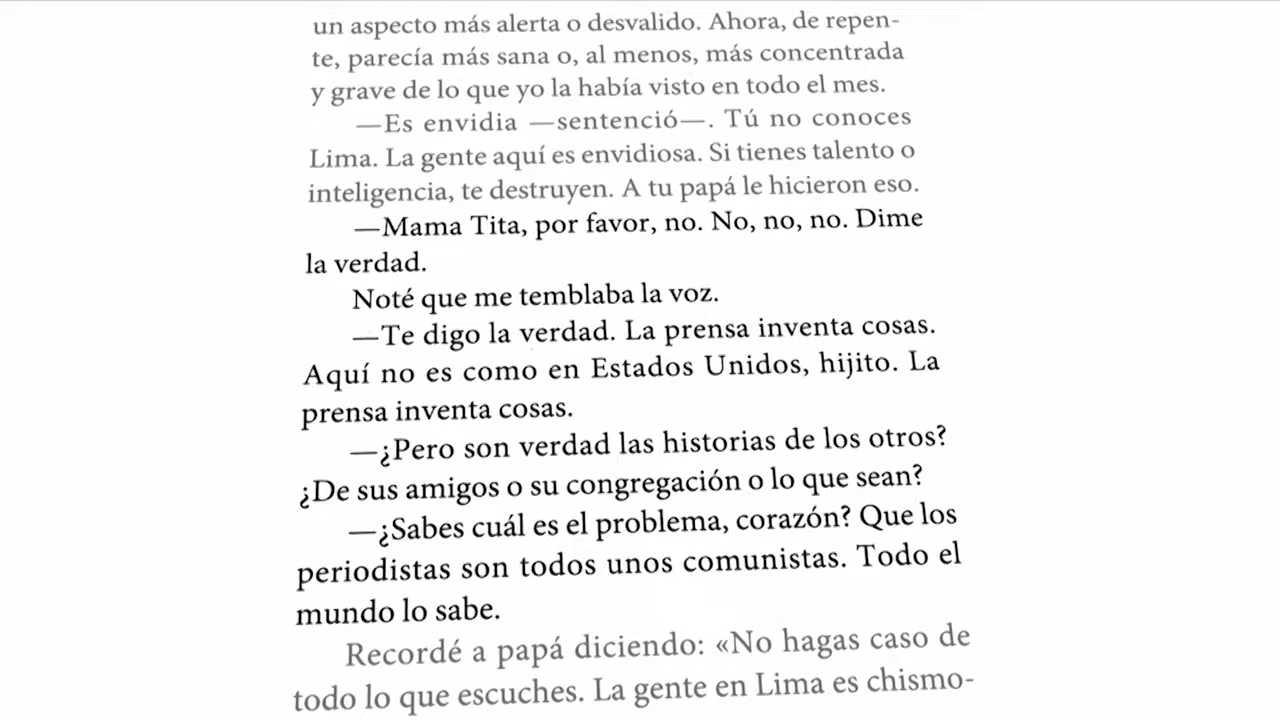 un aspecto más alerta o desvalido. Ahora, de repen-
te, parecía más sana o, al menos, más concentrada
y grave de lo que yo la había visto en todo el mes.
—Es envidia —sentenció—. Tú no conoces
Lima. La gente aquí es envidiosa. Si tienes talento o
inteligencia, te destruyen. A tu papá le hicieron eso.
—Mama Tita, por favor, no. No, no, no. Dime
la verdad.
Noté que me temblaba la voz.
—Te digo la verdad. La prensa inventa cosas.
Aquí no es como en Estados Unidos, hijito. La
prensa inventa cosas.
—¿Pero son verdad las historias de los otros?
¿De sus amigos o su congregación o lo que sean?
—¿Sabes cuál es el problema, corazón? Que los
periodistas son todos unos comunistas. Todo el
mundo lo sabe.
Recordé a papá diciendo: «No hagas caso de
todo lo que escuches. La gente en Lima es chismo-